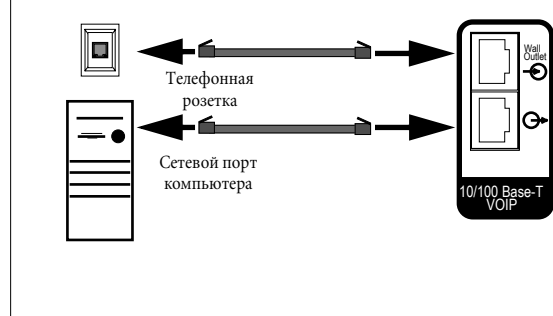 Wall
Outlet
Телефонная
розетка
Сетевой порт
компьютера
10/100 Base-T
VOIP